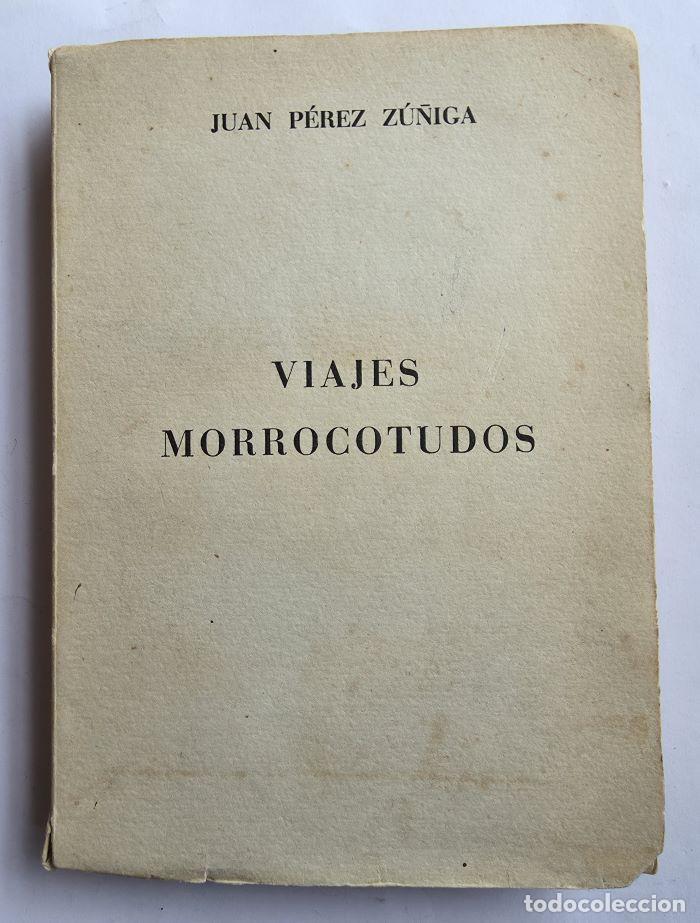 JUAN PÉREZ ZÚÑIGA
VIAJES
MORROCOTUDOS
todocoleccion